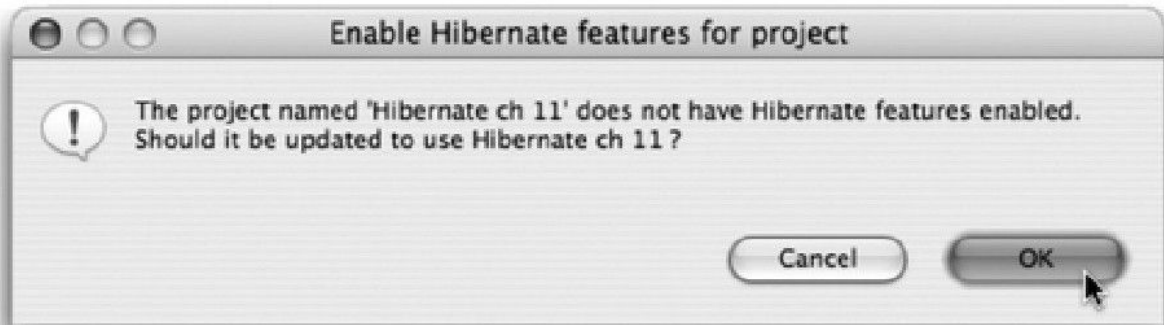 Enable Hibernate features for project
The project named 'Hibernate ch 11' does not have Hibernate features enabled.
Should it be updated to use Hibernate ch 11?
Cancel
OK